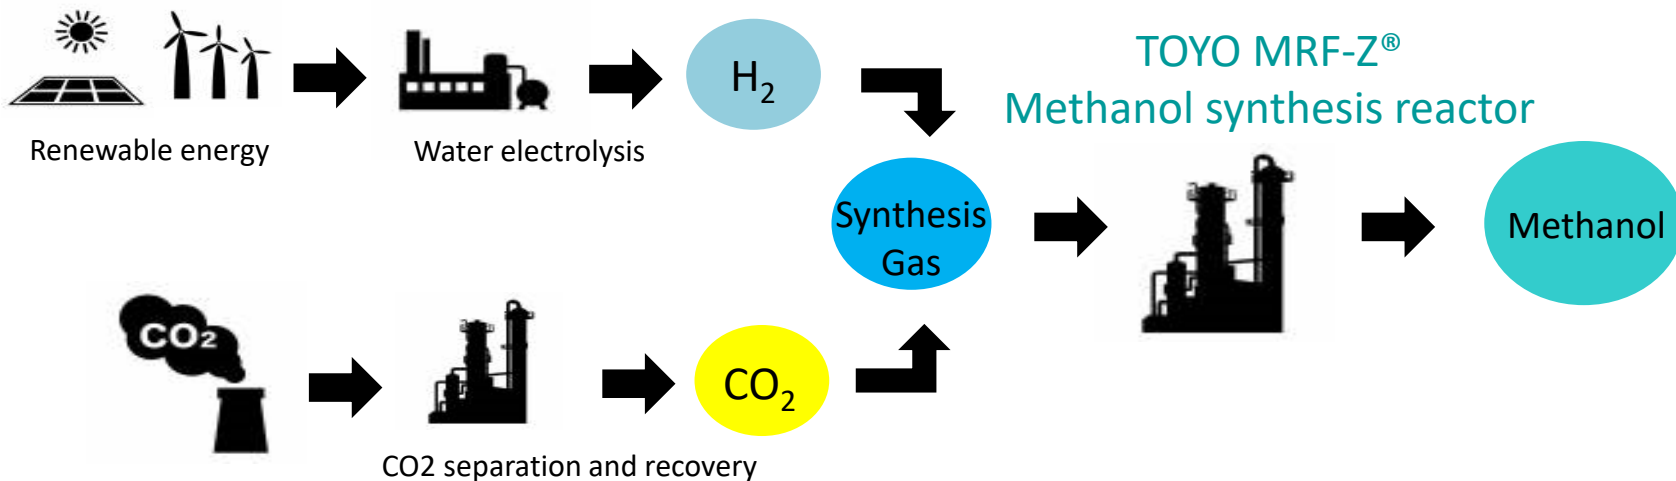 TOYO MRF-Z®
Methanol synthesis reactor
H₂
Renewable energy
Water electrolysis
Synthesis
Gas
Methanol
CO₂
CO₂
CO2 separation and recovery